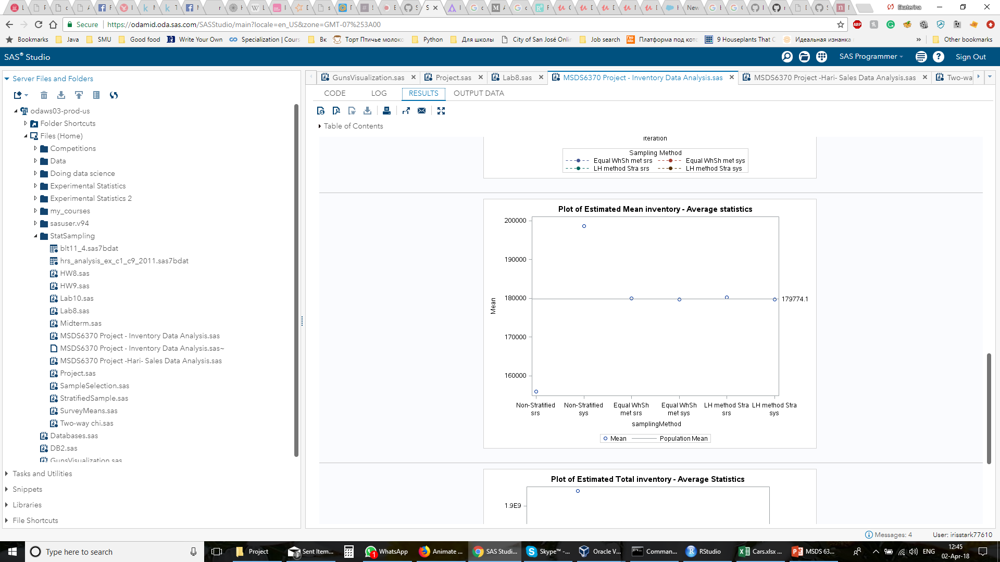 Ekaterina
Secure
https://odamid.oda.sas.com/SASStudio/main?locale=en_US&zone=GMT-07%253A00
Bookmarks
Java
SMU
Good food
Write Your Own
Specialization | Cours
Вк
Торт Птичье молоко
Python
Для школы
City of San José Onli
Job search
Платформа под кото
9 Houseplants That C
Идеальная изнанка
Other bookmarks
SAS® Studio
SAS Programmer
Sign Out
Server Files and Folders
odaws03-prod-us
Folder Shortcuts
Files (Home)
Competitions
Data
Doing data science
Experimental Statistics
Experimental Statistics 2
my_courses
sasuser.v94
StatSampling
blt11_4.sas7bdat
hrs_analysis_ex_c1_c9_2011.sas7bdat
HW8.sas
HW9.sas
Lab10.sas
Lab8.sas
Midterm.sas
MSDS6370 Project - Inventory Data Analysis.sas
MSDS6370 Project - Inventory Data Analysis.sas~
MSDS6370 Project -Hari- Sales Data Analysis.sas
Project.sas
SampleSelection.sas
StratifiedSample.sas
SurveyMeans.sas
Two-way chi.sas
Databases.sas
DB2.sas
GunsVisualization.sas
Tasks and Utilities
Snippets
Libraries
File Shortcuts
GunsVisualization.sas
Project.sas
Lab8.sas
MSDS6370 Project - Inventory Data Analysis.sas
MSDS6370 Project -Hari- Sales Data Analysis.sas
Two-wa
CODE
LOG
RESULTS
OUTPUT DATA
Table of Contents
Iteration
Sampling Method
Equal WhSh met srs
Equal WhSh met sys
LH method Stra srs
LH method Stra sys
Plot of Estimated Mean inventory - Average statistics
200000
190000
180000
170000
160000
Mean
179774.1
Non-Stratified srs
Non-Stratified sys
Equal WhSh met srs
Equal WhSh met sys
LH method Stra srs
LH method Stra sys
samplingMethod
Mean
Population Mean
Plot of Estimated Total inventory - Average Statistics
1.9E9
Messages: 4
User: irisstark77610
Type here to search
Project
Sent Item...
3
WhatsApp
1
Animate ...
SAS Studi...
Skype™ -...
Oracle V...
Comman...
RStudio
Cars.xlsx ...
MSDS 63...
ENG
12:45
02-Apr-18